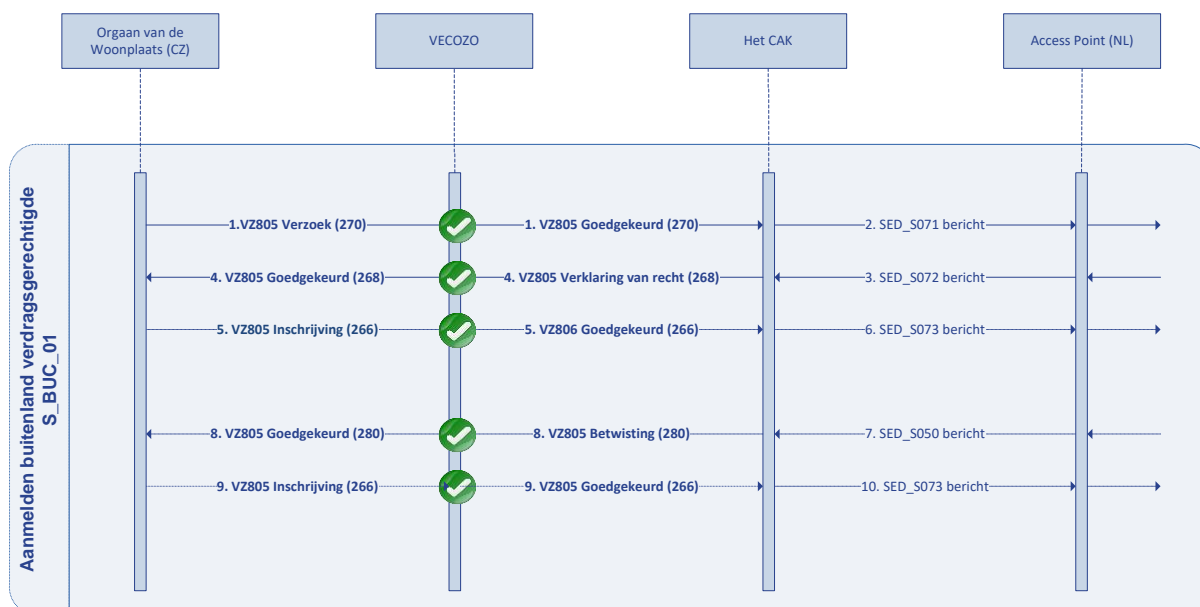 Orgaan van de
Woonplaats (CZ)
VECOZO
Het CAK
Access Point (NL)
Aanmelden buitenland verdragsgerechtigde
S_BUC_01
1.VZ805 Verzoek (270)
1. VZ805 Goedgekeurd (270)
2. SED_S071 bericht
4. VZ805 Goedgekeurd (268)
4. VZ805 Verklaring van recht (268)
3. SED_S072 bericht
5. VZ805 Inschrijving (266)
5. VZ806 Goedgekeurd (266)
6. SED_S073 bericht
8. VZ805 Goedgekeurd (280)
8. VZ805 Betwisting (280)
7. SED_S050 bericht
9. VZ805 Inschrijving (266)
9. VZ805 Goedgekeurd (266)
10. SED_S073 bericht